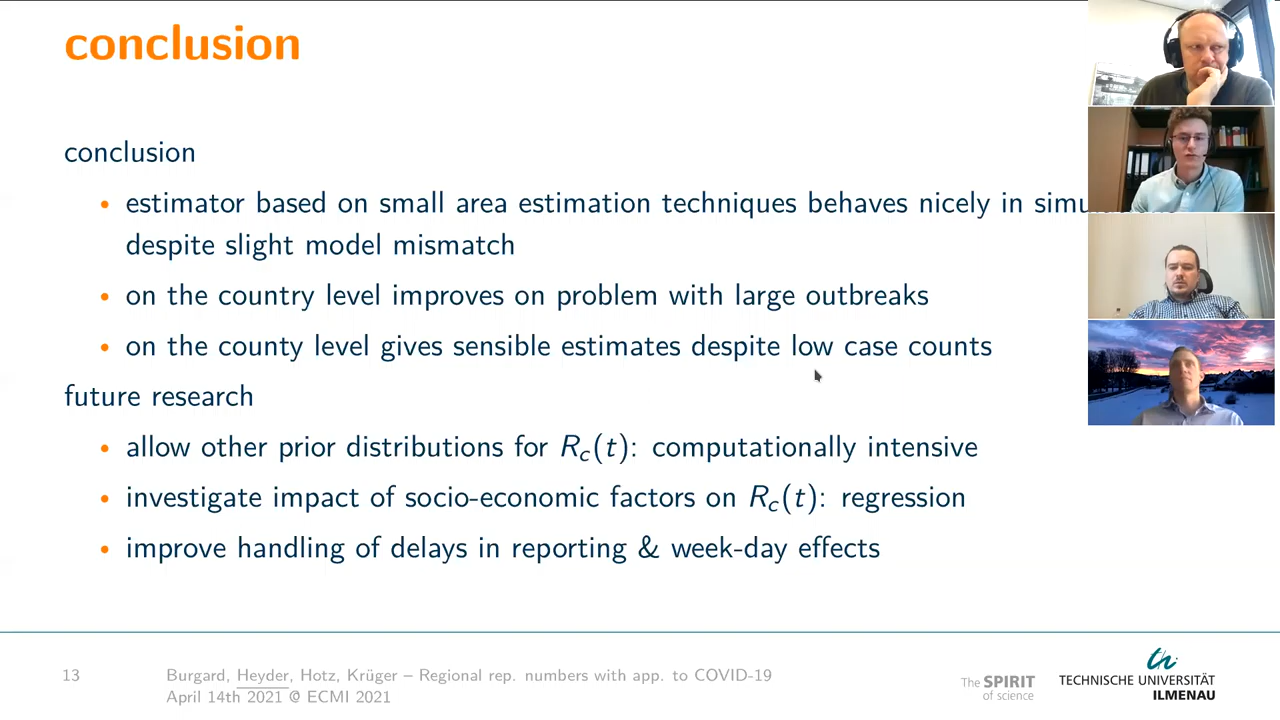 conclusion
conclusion
• estimator based on small area estimation techniques behaves nicely in
despite slight model mismatch
• on the country level improves on problem with large outbreaks
• on the county level gives sensible estimates despite low case counts
future research
• allow other prior distributions for R_c(t): computationally intensive
• investigate impact of socio-economic factors on R_c(t): regression
• improve handling of delays in reporting & week-day effects
13
Burgard, Heyder, Hotz, Krüger – Regional rep. numbers with app. to COVID-19
April 14th 2021 @ ECMI 2021
The SPIRIT
of science
th
TECHNISCHE UNIVERSITÄT
ILMENAU